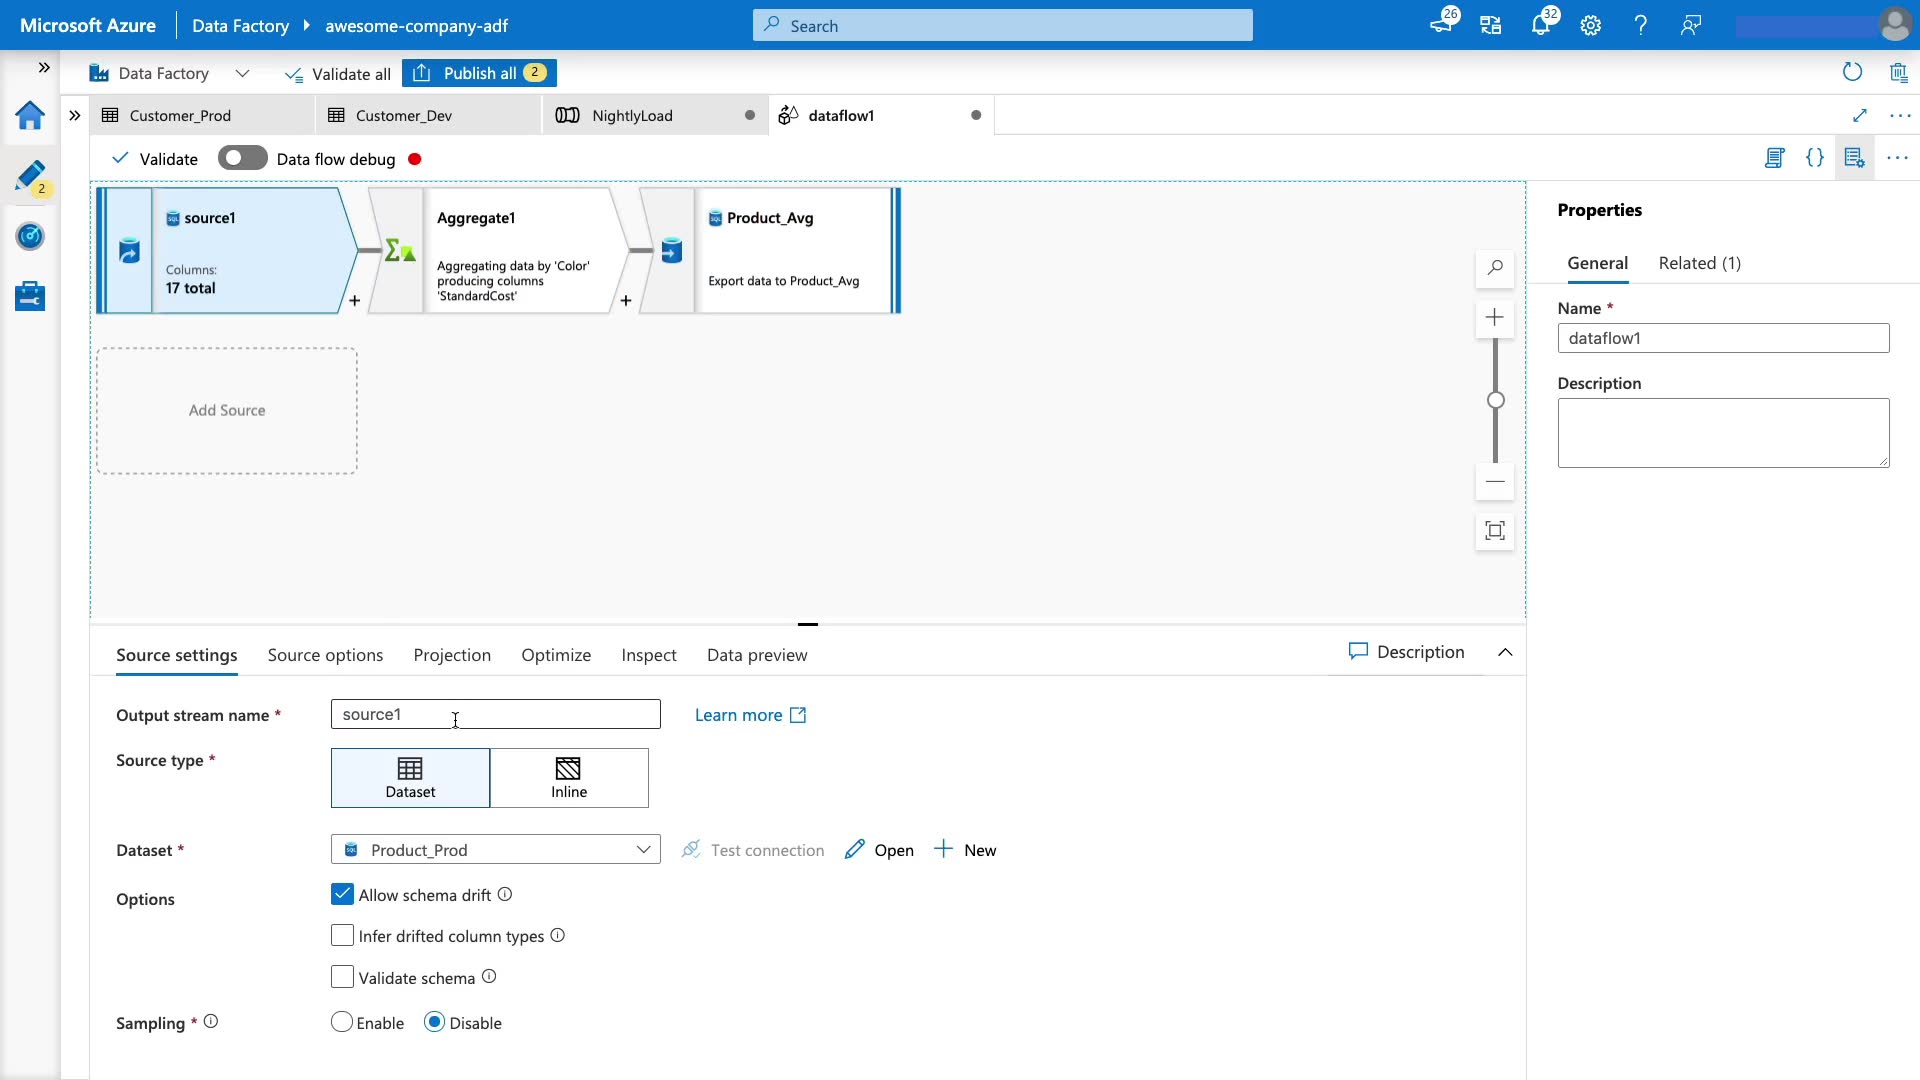 Microsoft Azure
Data Factory
awesome-company-adf
Search
26
32
Data Factory
Validate all
Publish all
2
Customer_Prod
Customer_Dev
NightlyLoad
dataflow1
2
Validate
Data flow debug
source1
Columns:
17 total
+
Aggregate1
Aggregating data by 'Color'
producing columns
'StandardCost'
+
Product_Avg
Export data to Product_Avg
Add Source
Properties
General
Related (1)
Name *
dataflow1
Description
Source settings
Source options
Projection
Optimize
Inspect
Data preview
Description
Output stream name *
source1
Learn more
Source type *
Dataset
Inline
Dataset *
Product_Prod
Test connection
Open
New
Options
Allow schema drift
Infer drifted column types
Validate schema
Sampling *
Enable
Disable